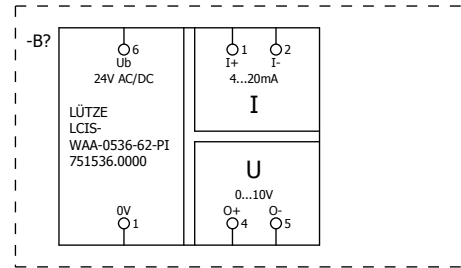 -B?
6
Ub
24V AC/DC
LÜTZE
LCIS-
WAA-0536-62-PI
751536.0000
0V
1
1 2
I+ I-
4...20mA
I
U
0...10V
O+ O-
4 5